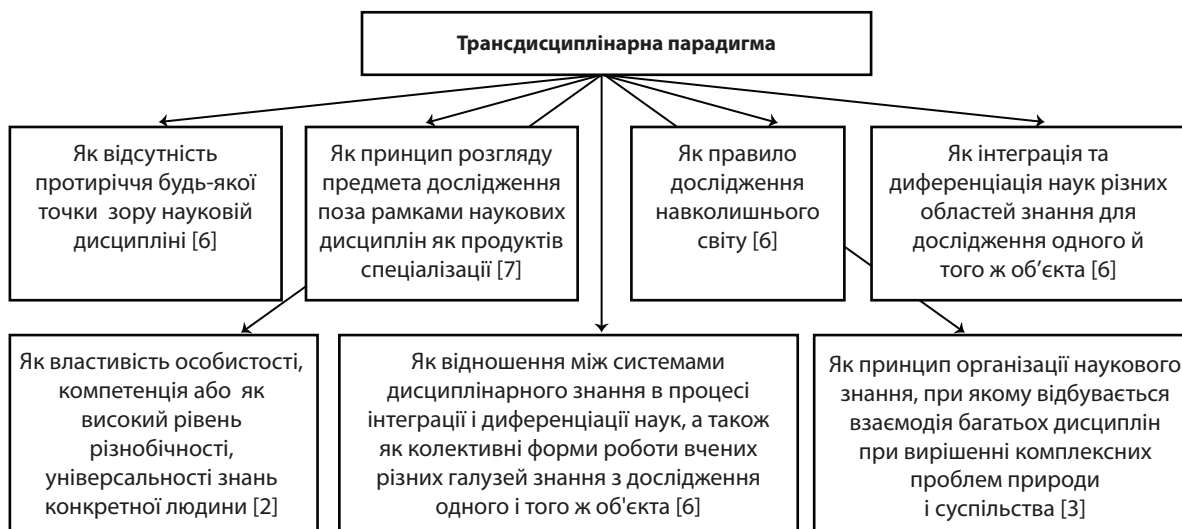 Трансдисциплінарна парадигма
Як відсутність
протиріччя будь-якої
точки зору науковій
дисципліні [6]
Як принцип розгляду
предмета дослідження
поза рамками наукових
дисциплін як продуктів
спеціалізації [7]
Як правило
дослідження
навколишнього
світу [6]
Як інтеграція та
диференціація наук різних
областей знання для
дослідження одного й
того ж об’єкта [6]
Як властивість особистості,
компетенція або як
високий рівень
різнобічності,
універсальності знань
конкретної людини [2]
Як відношення між системами
дисциплінарного знання в процесі
інтеграції і диференціації наук, а також
як колективні форми роботи вчених
різних галузей знання з дослідження
одного і того ж об'єкта [6]
Як принцип організації наукового
знання, при якому відбувається
взаємодія багатьох дисциплін
при вирішенні комплексних
проблем природи
і суспільства [3]